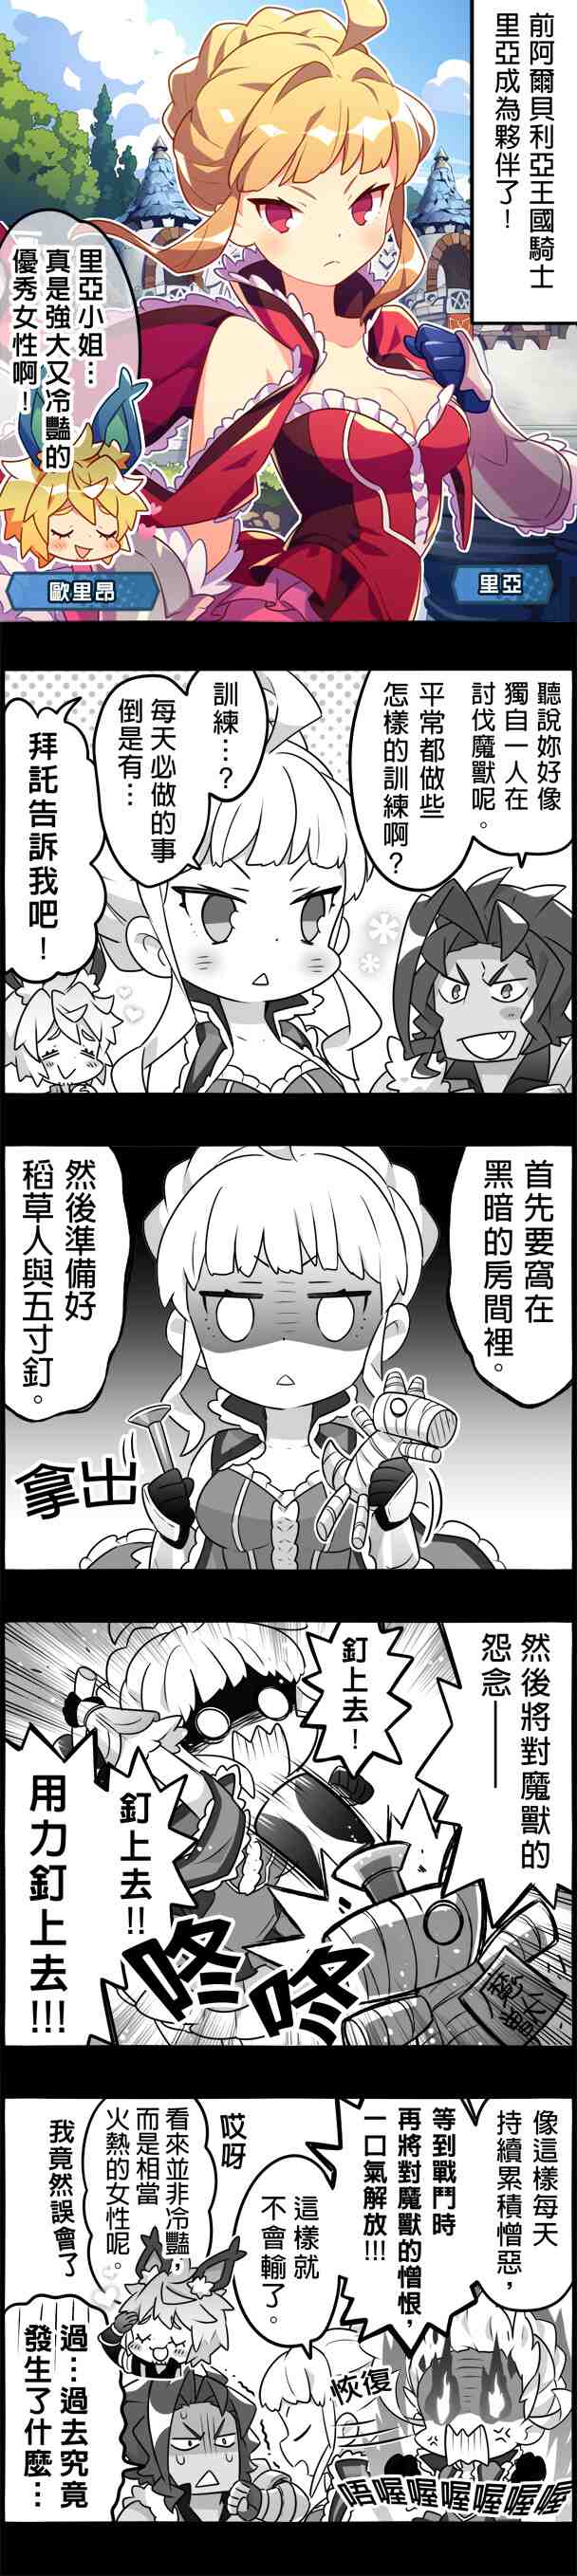 前阿爾貝利亞王國騎士
里亞成為夥伴了！
里亞小姐…
真是強大又冷豔的
優秀女性啊！
歐里昂
里亞
聽說妳好像
獨自一人在
討伐魔獸呢。
平常都做些
怎樣的訓練啊？
訓練…？
每天必做的事
倒是有…
拜託告訴我吧！
首先要窩在
黑暗的房間裡。
然後準備好
稻草人與五寸釘。
拿出
然後將對魔獸的
怨念——
釘上去！
釘上去!!
用力釘上去!!!
咚
咚
像這樣每天
持續累積憎惡，
等到戰鬥時
再將對魔獸的憎恨，
一口氣解放!!!
唔喔喔喔喔喔喔喔
恢復
這樣就
不會輸了。
哎呀
看來並非冷豔，
而是相當
火熱的女性呢。
我竟然誤會了
過…過去究竟
發生了什麼…